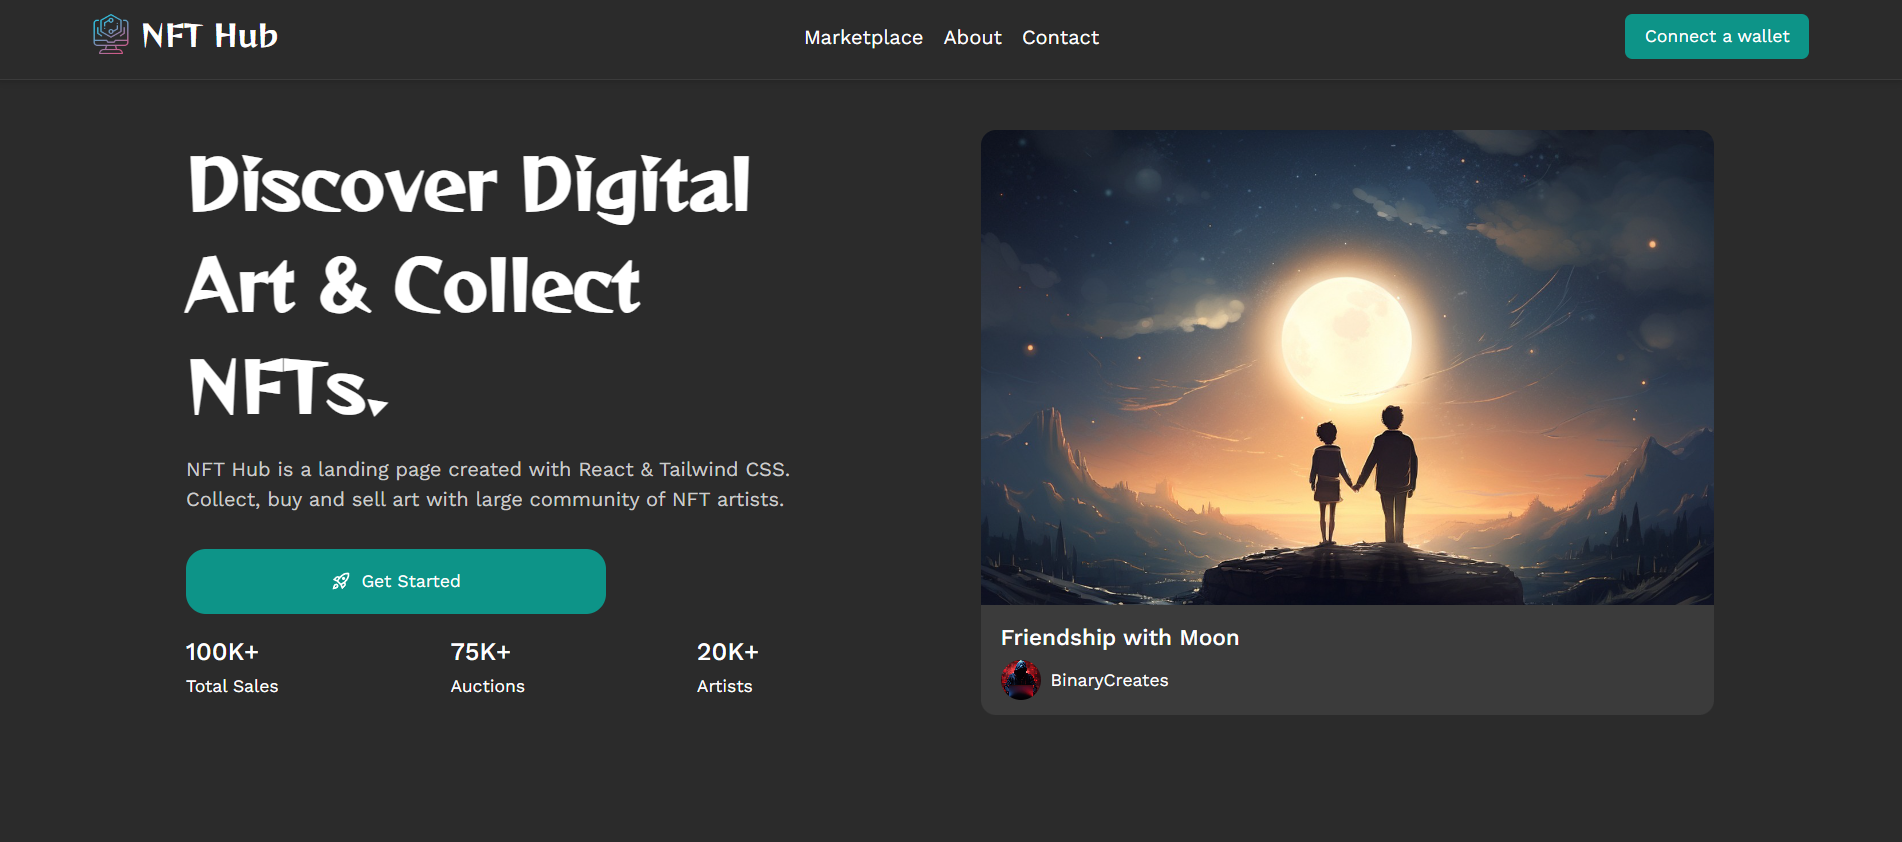 NFT Hub
Marketplace About Contact
Connect a wallet
Discover Digital
Art & Collect
NFTs.
NFT Hub is a landing page created with React & Tailwind CSS.
Collect, buy and sell art with large community of NFT artists.
Get Started
100K+ 75K+ 20K+
Total Sales Auctions Artists
Friendship with Moon
BinaryCreates